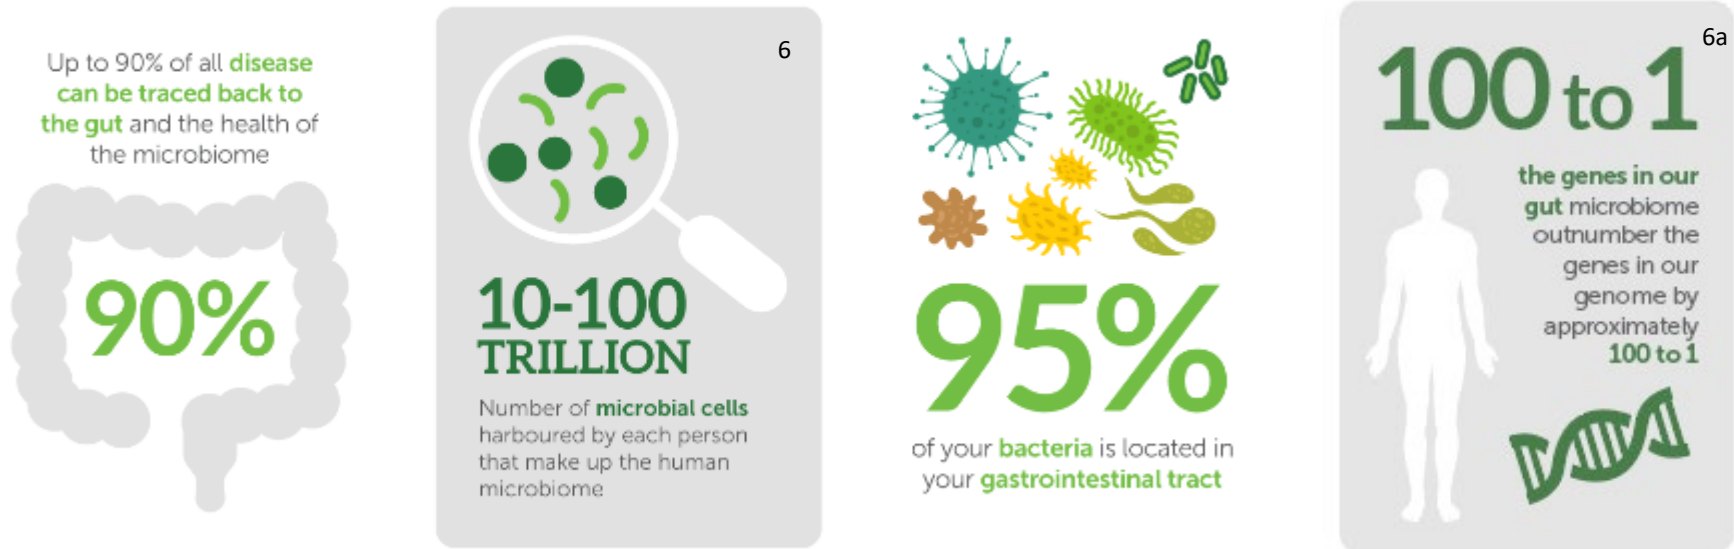 Up to 90% of all disease
can be traced back to
the gut and the health of
the microbiome
90%
6
10-100
TRILLION
Number of microbial cells
harboured by each person
that make up the human
microbiome
95%
of your bacteria is located in
your gastrointestinal tract
6a
100 to 1
the genes in our
gut microbiome
outnumber the
genes in our
genome by
approximately
100 to 1